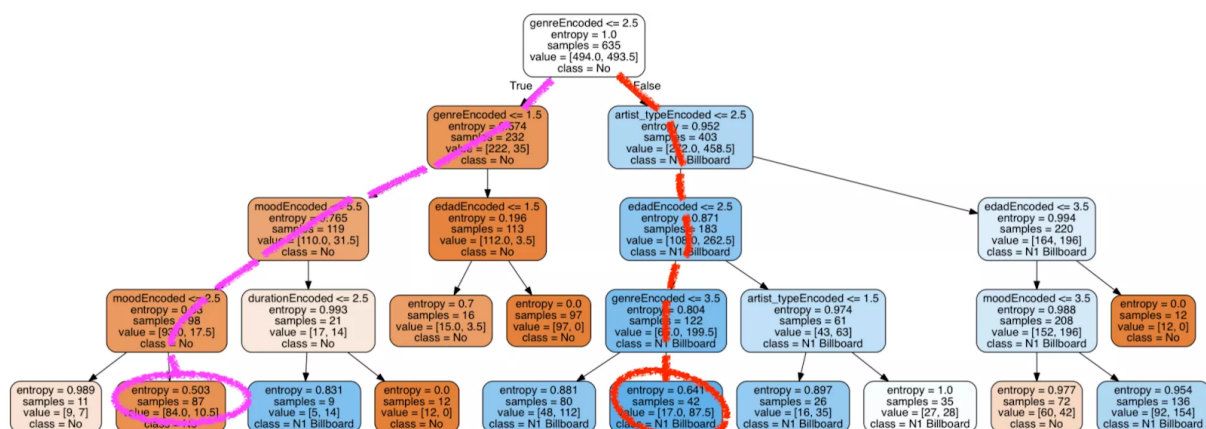 genreEncoded <= 2.5
entropy = 1.0
samples = 635
value = [494.0, 493.5]
class = No
True
False
genreEncoded <= 1.5
entropy = 0.574
samples = 232
value = [222, 35]
class = No
artist_typeEncoded <= 2.5
entropy = 0.952
samples = 403
value = [272.0, 458.5]
class = N1 Billboard
moodEncoded <= 5.5
entropy = 0.765
samples = 119
value = [110.0, 31.5]
class = No
edadEncoded <= 1.5
entropy = 0.196
samples = 113
value = [112.0, 3.5]
class = No
edadEncoded <= 2.5
entropy = 0.871
samples = 183
value = [108.0, 262.5]
class = N1 Billboard
edadEncoded <= 3.5
entropy = 0.994
samples = 220
value = [164, 196]
class = N1 Billboard
moodEncoded <= 2.5
entropy =
samples = 98
value = [93.0, 17.5]
class = No
durationEncoded <= 2.5
entropy = 0.993
samples = 21
value = [17, 14]
class = No
entropy = 0.7
samples = 16
value = [15.0, 3.5]
class = No
entropy = 0.0
samples = 97
value = [97, 0]
class = No
genreEncoded <= 3.5
entropy = 0.804
samples = 122
value = [65.0, 199.5]
class = N1 Billboard
artist_typeEncoded <= 1.5
entropy = 0.974
samples = 61
value = [43, 63]
class = N1 Billboard
moodEncoded <= 3.5
entropy = 0.988
samples = 208
value = [152, 196]
class = N1 Billboard
entropy = 0.0
samples = 12
value = [12, 0]
class = No
entropy = 0.989
samples = 11
value = [9, 7]
class = No
entropy = 0.503
samples = 87
value = [84.0, 10.5]
class = No
entropy = 0.831
samples = 9
value = [5, 14]
class = N1 Billboard
entropy = 0.0
samples = 12
value = [12, 0]
class = No
entropy = 0.881
samples = 80
value = [48, 112]
class = N1 Billboard
entropy = 0.641
samples = 42
value = [17.0, 87.5]
class = N1 Billboard
entropy = 0.897
samples = 26
value = [16, 35]
class = N1 Billboard
entropy = 1.0
samples = 35
value = [27, 28]
class = N1 Billboard
entropy = 0.977
samples = 72
value = [60, 42]
class = No
entropy = 0.954
samples = 136
value = [92, 154]
class = N1 Billboard